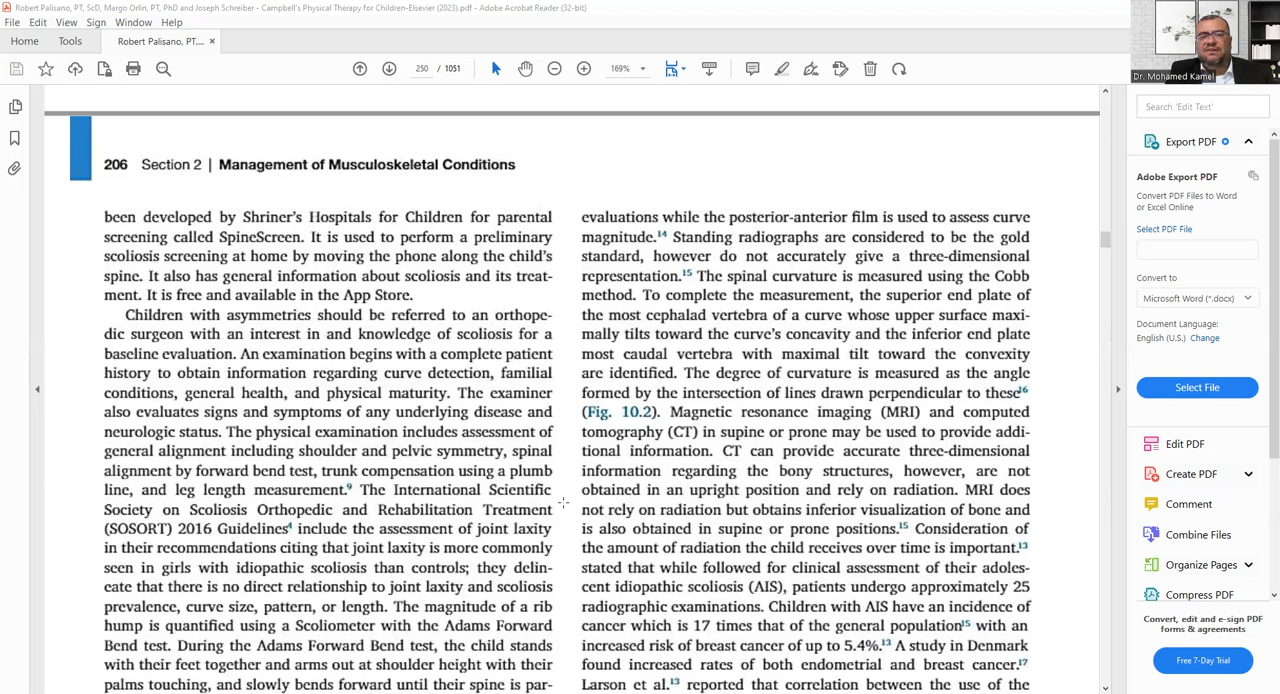 Robert Palisano, PT, ScD, Margo Orlin, PT, PhD and Joseph Schreiber - Campbell's Physical Therapy for Children-Elsevier (2023).pdf - Adobe Acrobat Reader (32-bit)
File Edit View Sign Window Help
Home Tools Robert Palisano, PT,... ×
250 / 1051 169%
Dr. Mohamed Kamel
206 Section 2 | Management of Musculoskeletal Conditions
been developed by Shriner's Hospitals for Children for parental
screening called SpineScreen. It is used to perform a preliminary
scoliosis screening at home by moving the phone along the child's
spine. It also has general information about scoliosis and its treat-
ment. It is free and available in the App Store.
Children with asymmetries should be referred to an orthope-
dic surgeon with an interest in and knowledge of scoliosis for a
baseline evaluation. An examination begins with a complete patient
history to obtain information regarding curve detection, familial
conditions, general health, and physical maturity. The examiner
also evaluates signs and symptoms of any underlying disease and
neurologic status. The physical examination includes assessment of
general alignment including shoulder and pelvic symmetry, spinal
alignment by forward bend test, trunk compensation using a plumb
line, and leg length measurement.9 The International Scientific
Society on Scoliosis Orthopedic and Rehabilitation Treatment
(SOSORT) 2016 Guidelines4 include the assessment of joint laxity
in their recommendations citing that joint laxity is more commonly
seen in girls with idiopathic scoliosis than controls; they delin-
eate that there is no direct relationship to joint laxity and scoliosis
prevalence, curve size, pattern, or length. The magnitude of a rib
hump is quantified using a Scoliometer with the Adams Forward
Bend test. During the Adams Forward Bend test, the child stands
with their feet together and arms out at shoulder height with their
palms touching, and slowly bends forward until their spine is par-
evaluations while the posterior-anterior film is used to assess curve
magnitude.14 Standing radiographs are considered to be the gold
standard, however do not accurately give a three-dimensional
representation.15 The spinal curvature is measured using the Cobb
method. To complete the measurement, the superior end plate of
the most cephalad vertebra of a curve whose upper surface maxi-
mally tilts toward the curve's concavity and the inferior end plate
most caudal vertebra with maximal tilt toward the convexity
are identified. The degree of curvature is measured as the angle
formed by the intersection of lines drawn perpendicular to these16
(Fig. 10.2). Magnetic resonance imaging (MRI) and computed
tomography (CT) in supine or prone may be used to provide addi-
tional information. CT can provide accurate three-dimensional
information regarding the bony structures, however, are not
obtained in an upright position and rely on radiation. MRI does
not rely on radiation but obtains inferior visualization of bone and
is also obtained in supine or prone positions.15 Consideration of
the amount of radiation the child receives over time is important.13
stated that while followed for clinical assessment of their adoles-
cent idiopathic scoliosis (AIS), patients undergo approximately 25
radiographic examinations. Children with AIS have an incidence of
cancer which is 17 times that of the general population15 with an
increased risk of breast cancer of up to 5.4%.13 A study in Denmark
found increased rates of both endometrial and breast cancer.17
Larson et al.13 reported that correlation between the use of the
Search 'Edit Text'
Export PDF
Adobe Export PDF
Convert PDF Files to Word
or Excel Online
Select PDF File
Convert to
Microsoft Word (*.docx)
Document Language:
English (U.S.) Change
Select File
Edit PDF
Create PDF
Comment
Combine Files
Organize Pages
Compress PDF
Convert, edit and e-sign PDF
forms & agreements
Free 7-Day Trial